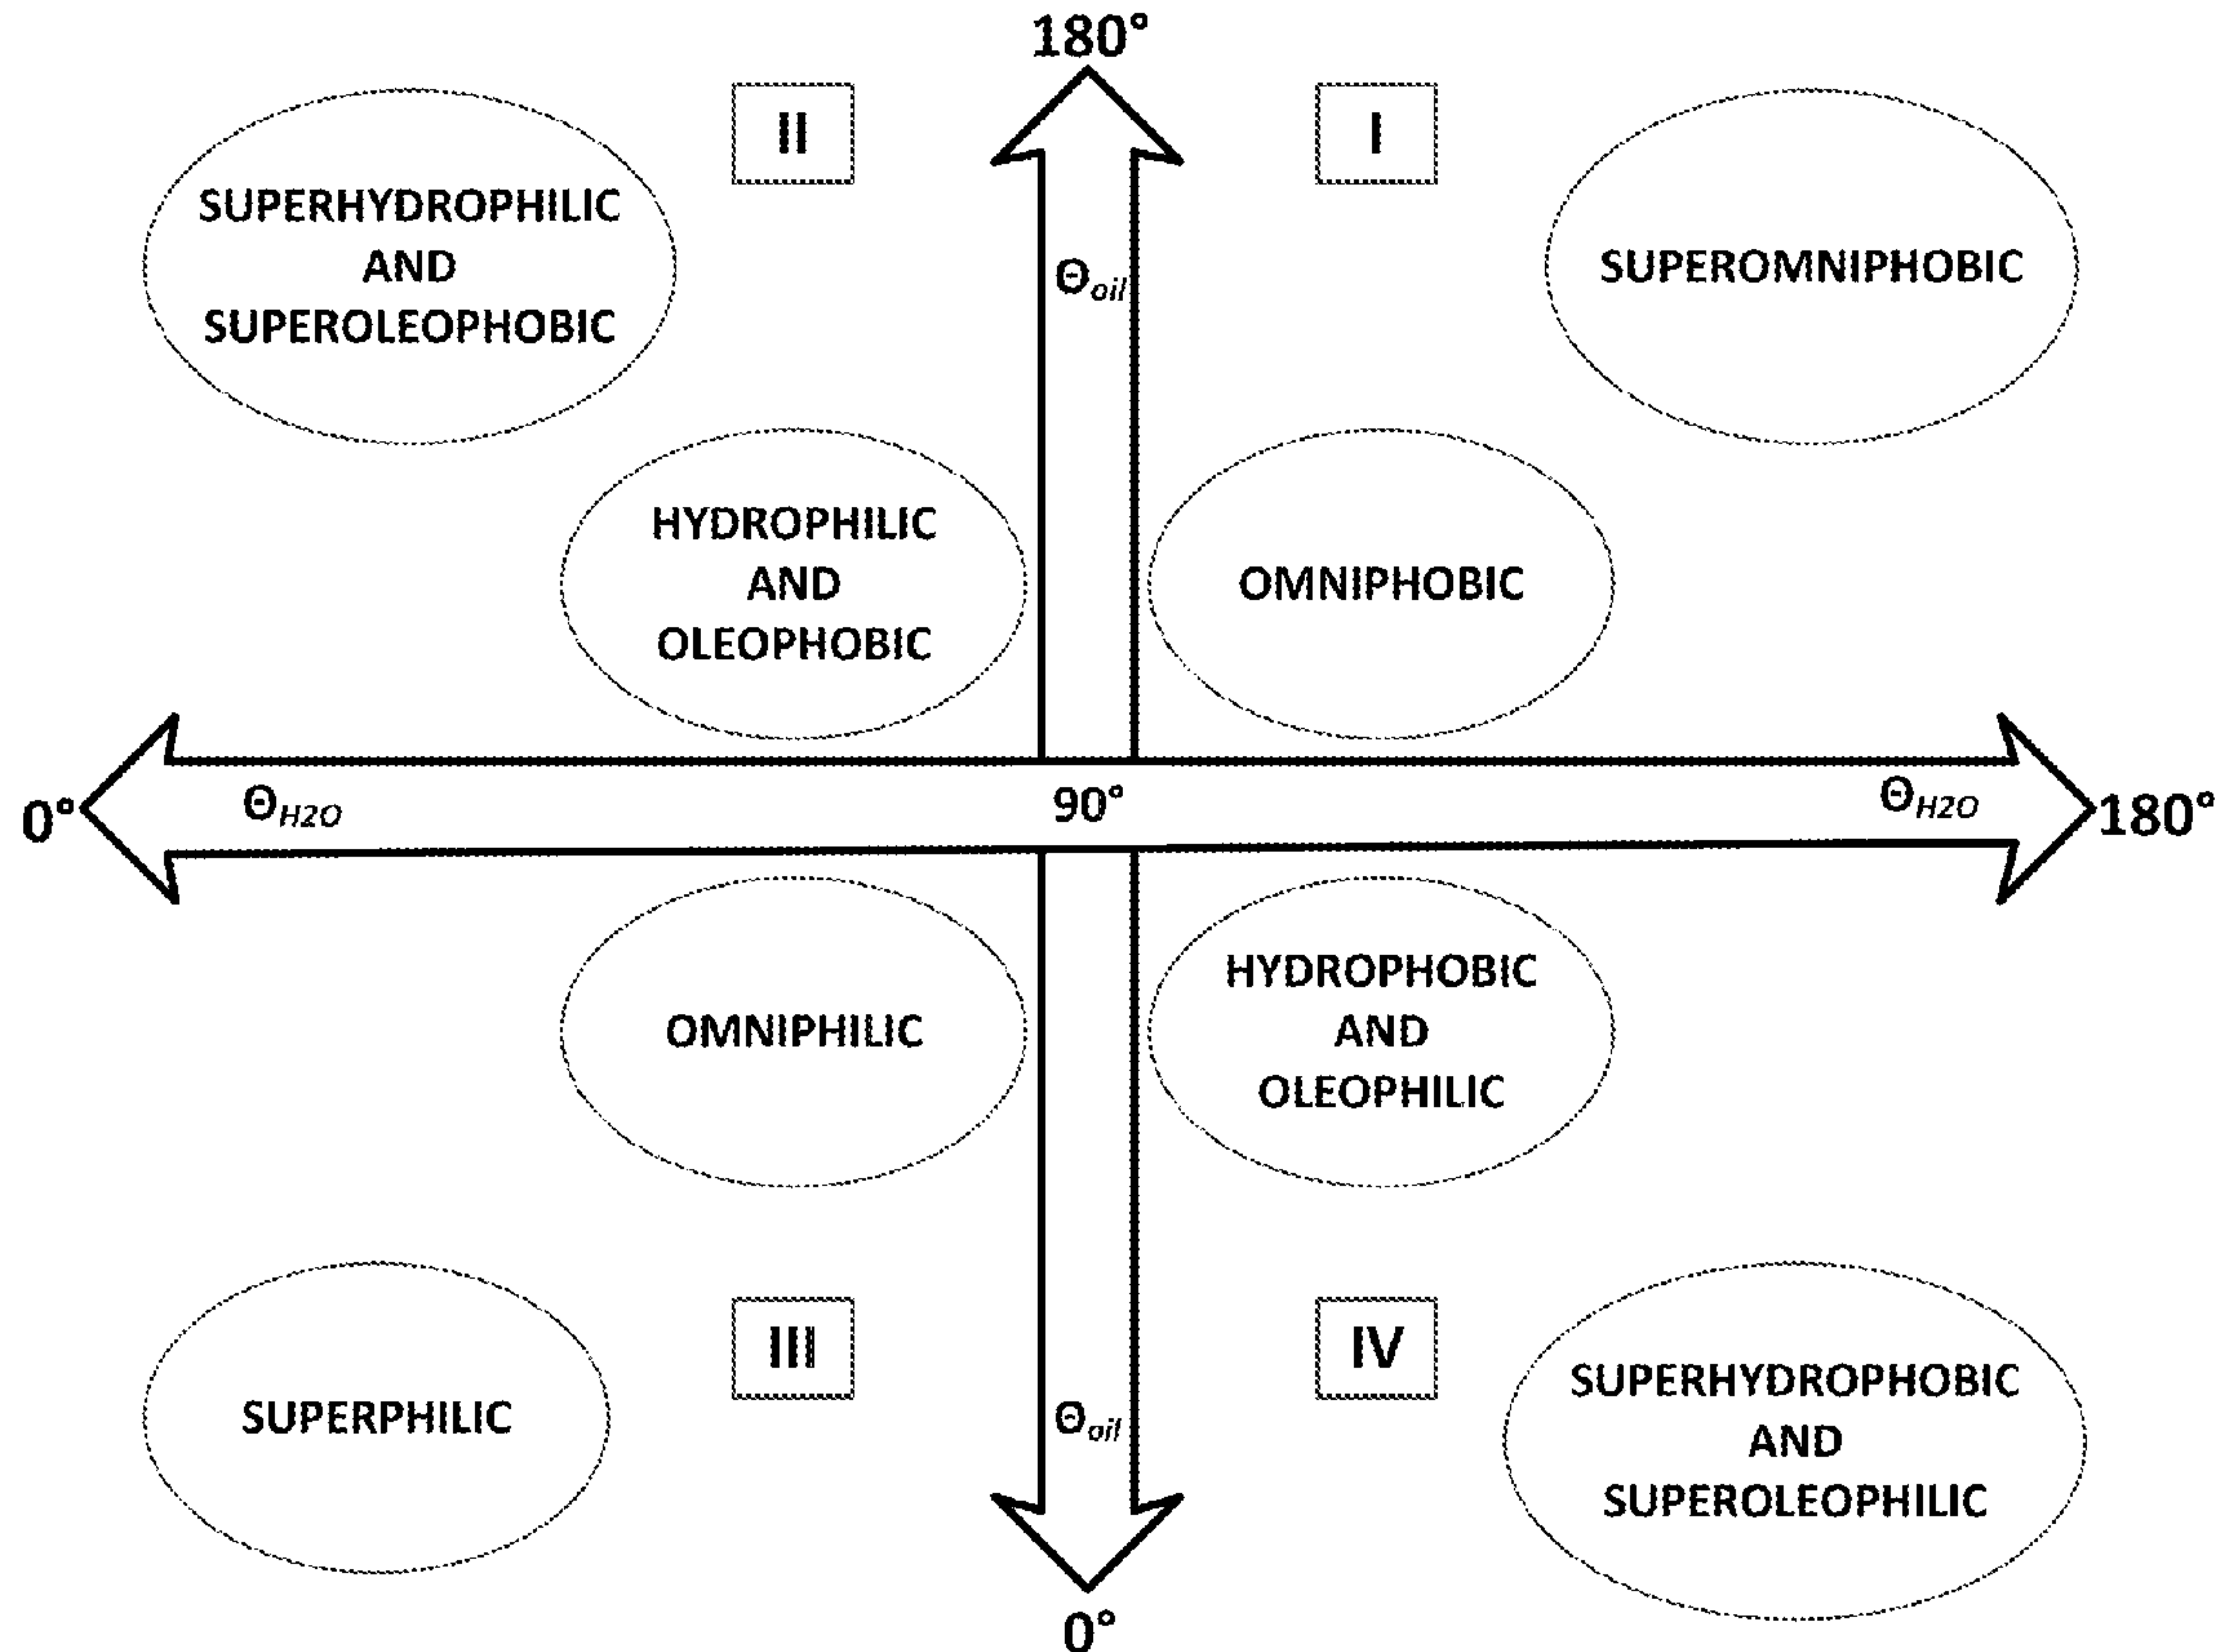 180°
II
I
SUPERHYDROPHILIC
AND
SUPEROLEOPHOBIC
Θoil
SUPEROMNIPHOBIC
HYDROPHILIC
AND
OLEOPHOBIC
OMNIPHOBIC
0°
ΘH2O
90°
ΘH2O
180°
OMNIPHILIC
HYDROPHOBIC
AND
OLEOPHILIC
III
IV
SUPERPHILIC
Θoil
SUPERHYDROPHOBIC
AND
SUPEROLEOPHILIC
0°